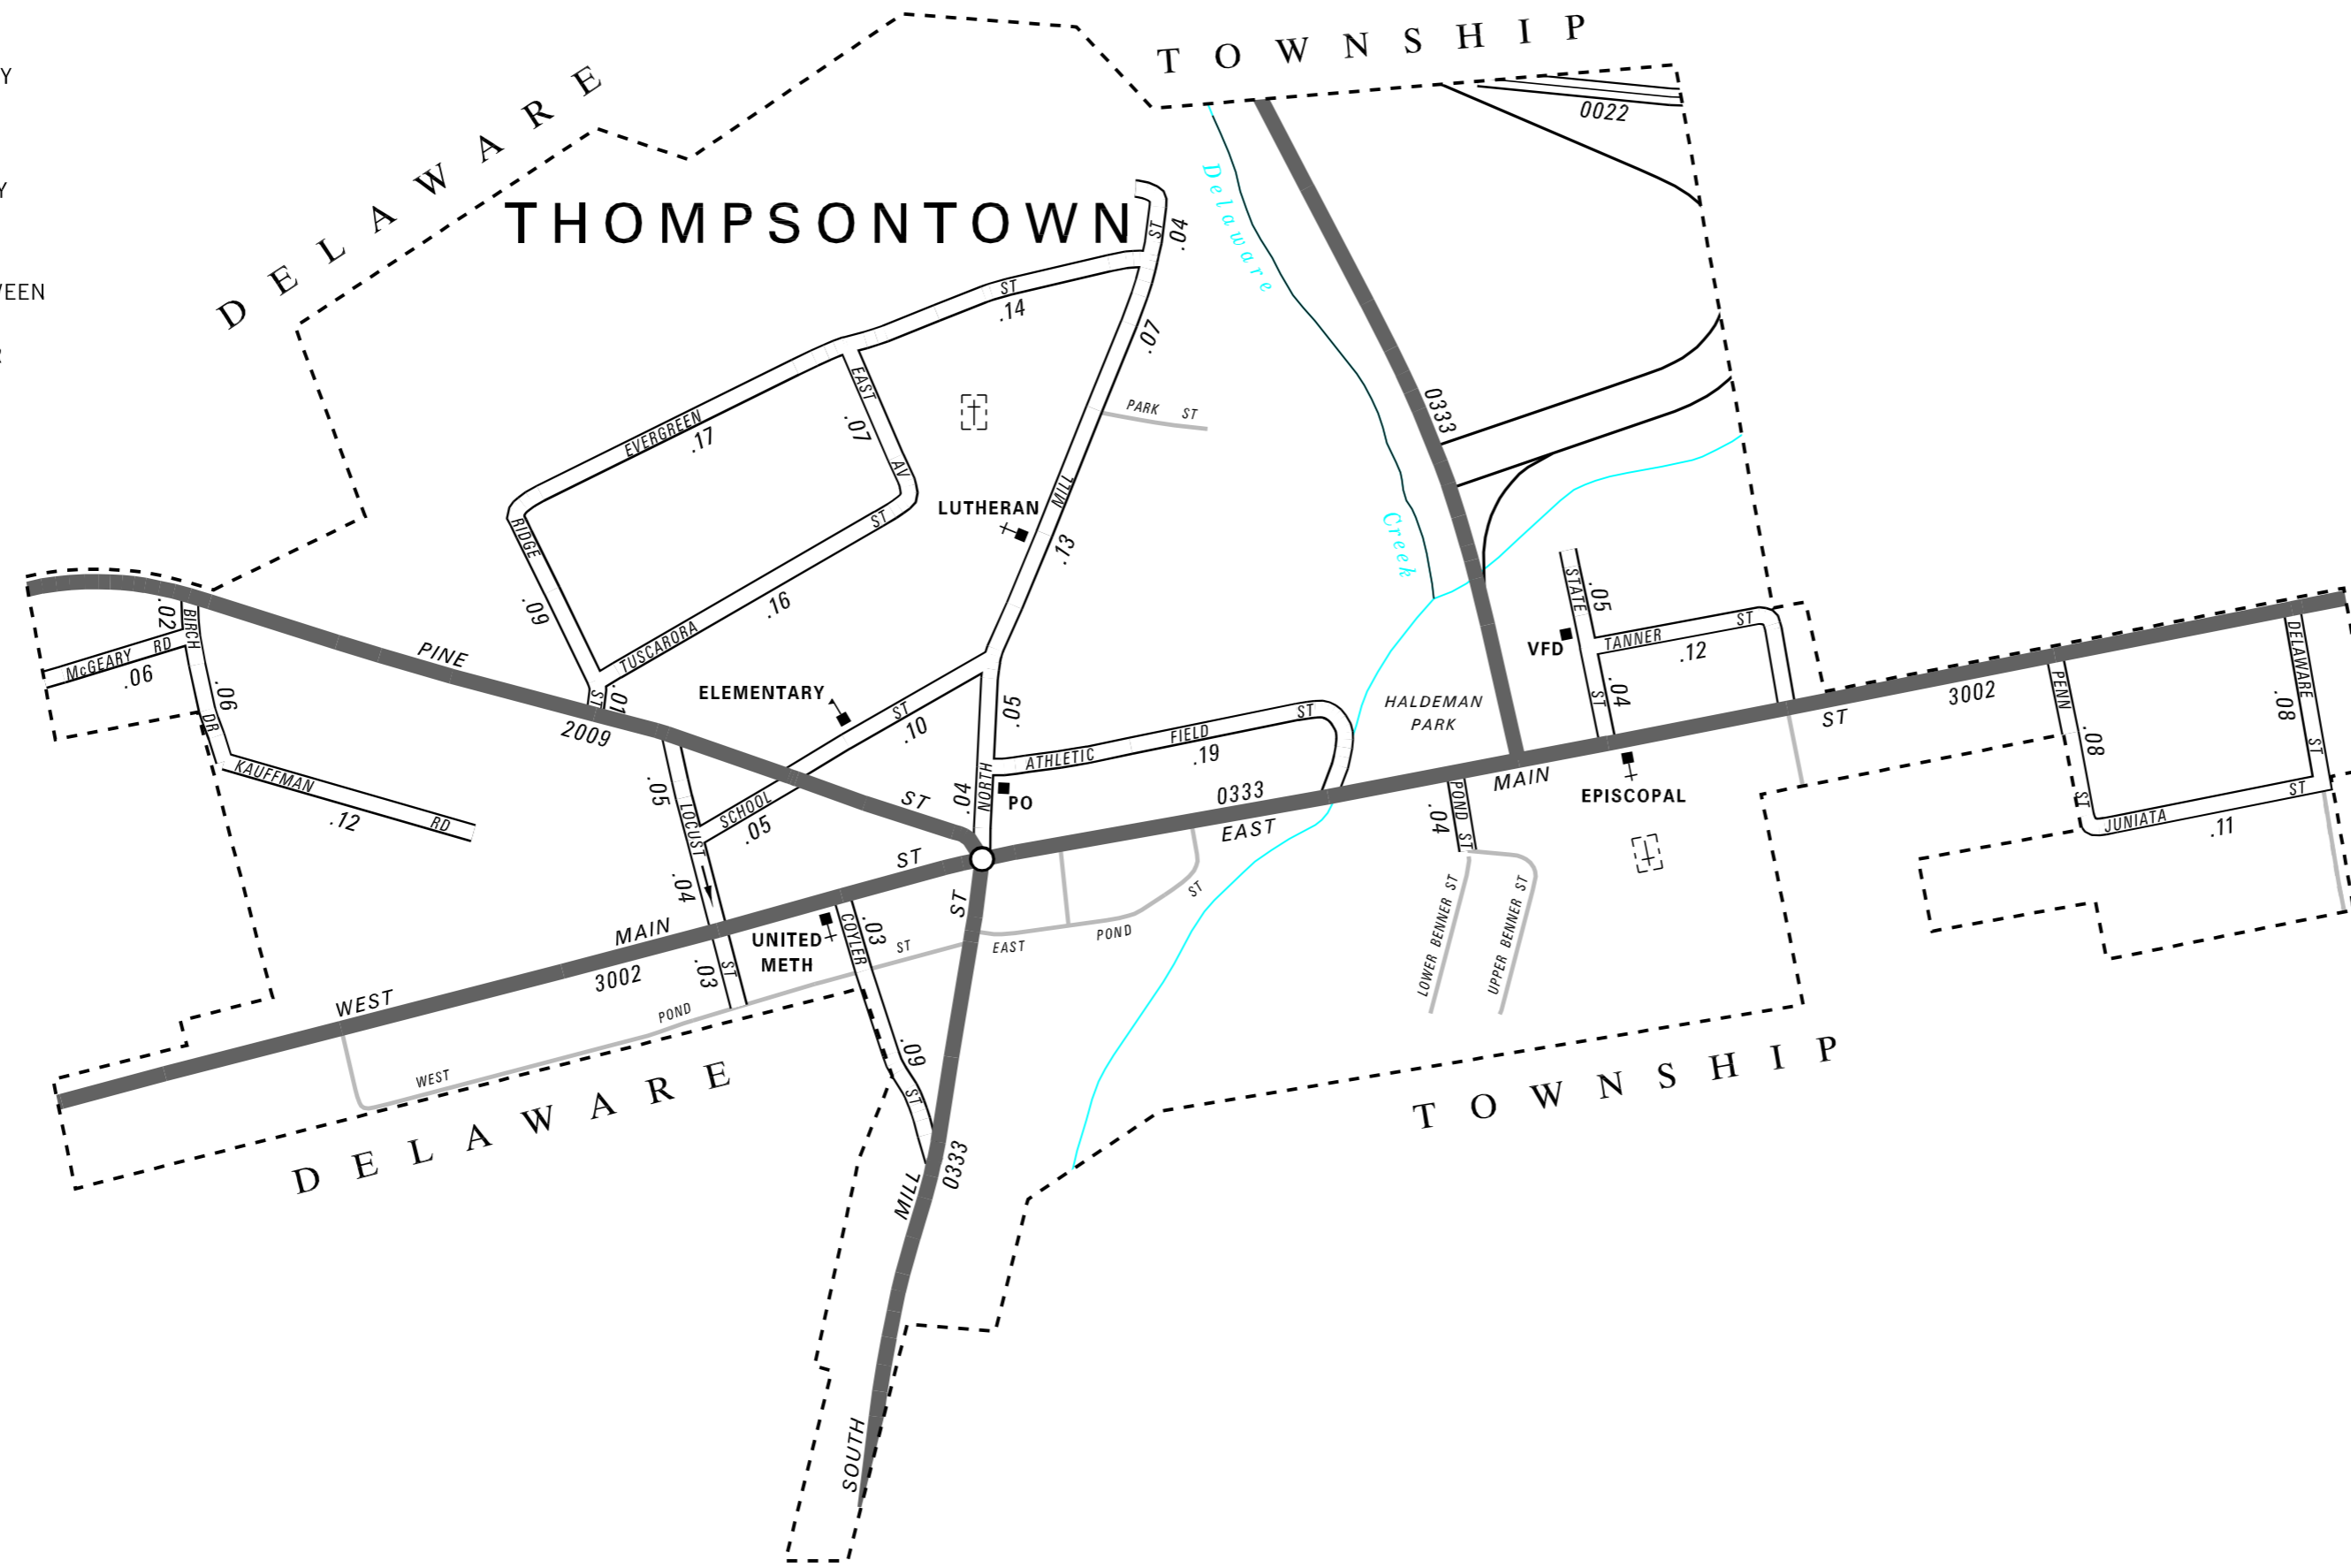 Y
Y
VEEN
R
TOWNSHIP
0022
DELAWARE
THOMPSONTOWN
ST
.04
Delaware
Creek
ST
.14
.07
EVERGREEN
.17
EAST
.07
AV
PARK ST
0333
LUTHERAN
MILL
.13
RIDGE
.09
ST
.01
TUSCARORA
ST
.16
BIRCH
.02
McGEARY RD
.06
.06
DR
KAUFFMAN RD
.12
PINE
ST
2009
ELEMENTARY
SCHOOL
ST
.10
.05
.05
LOCUST
.04
ST
.03
.05
.04
NORTH
PO
ATHLETIC FIELD ST
.19
HALDEMAN
PARK
STATE
.05
VFD
ST
.04
TANNER ST
.12
EPISCOPAL
0333
EAST
MAIN
ST
3002
PENN
.08
ST
DELAWARE
.08
ST
JUNIATA ST
.11
POND ST
.04
LOWER BENNER ST
UPPER BENNER ST
WEST
MAIN
ST
3002
UNITED
METH
COYLER
.03
.09
ST
WEST
POND
ST
EAST
POND
ST
ST
0333
MILL
SOUTH
DELAWARE
TOWNSHIP